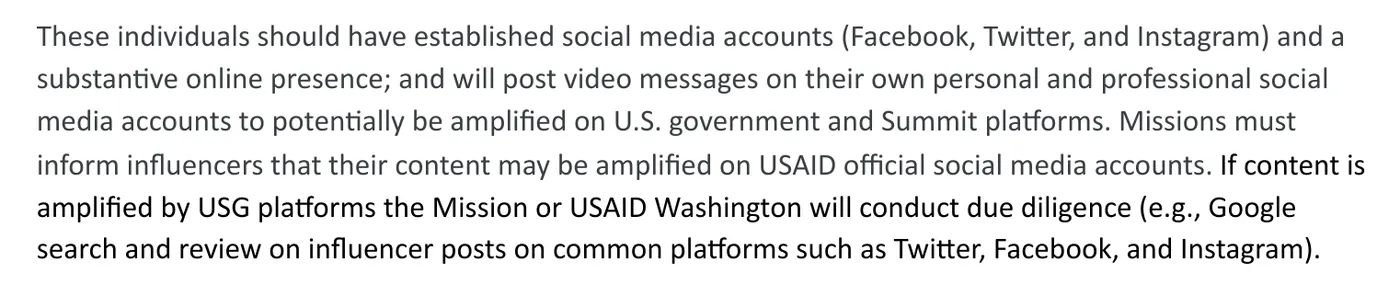 These individuals should have established social media accounts (Facebook, Twitter, and Instagram) and a
substantive online presence; and will post video messages on their own personal and professional social
media accounts to potentially be amplified on U.S. government and Summit platforms. Missions must
inform influencers that their content may be amplified on USAID official social media accounts. If content is
amplified by USG platforms the Mission or USAID Washington will conduct due diligence (e.g., Google
search and review on influencer posts on common platforms such as Twitter, Facebook, and Instagram).